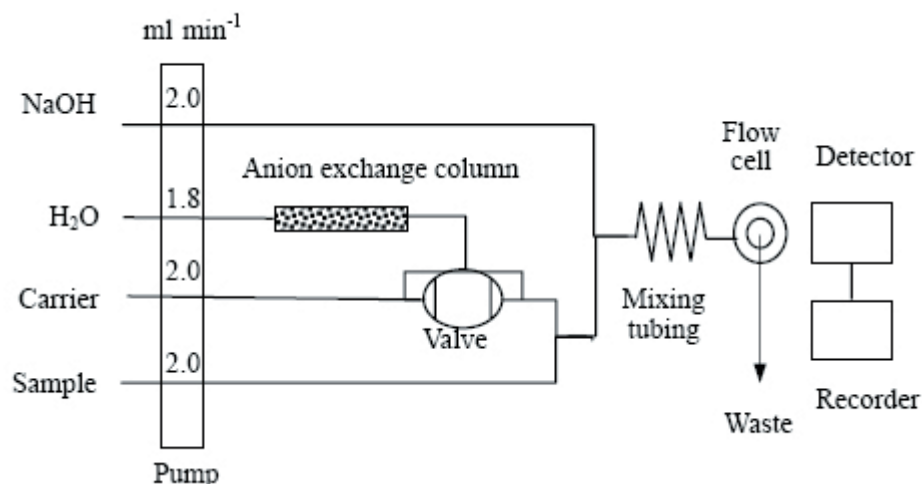 ml min-1
NaOH
2.0
Flow
cell
Detector
Anion exchange column
H2O
1.8
Carrier
2.0
Valve
Mixing
tubing
Sample
2.0
Recorder
Waste
Pump